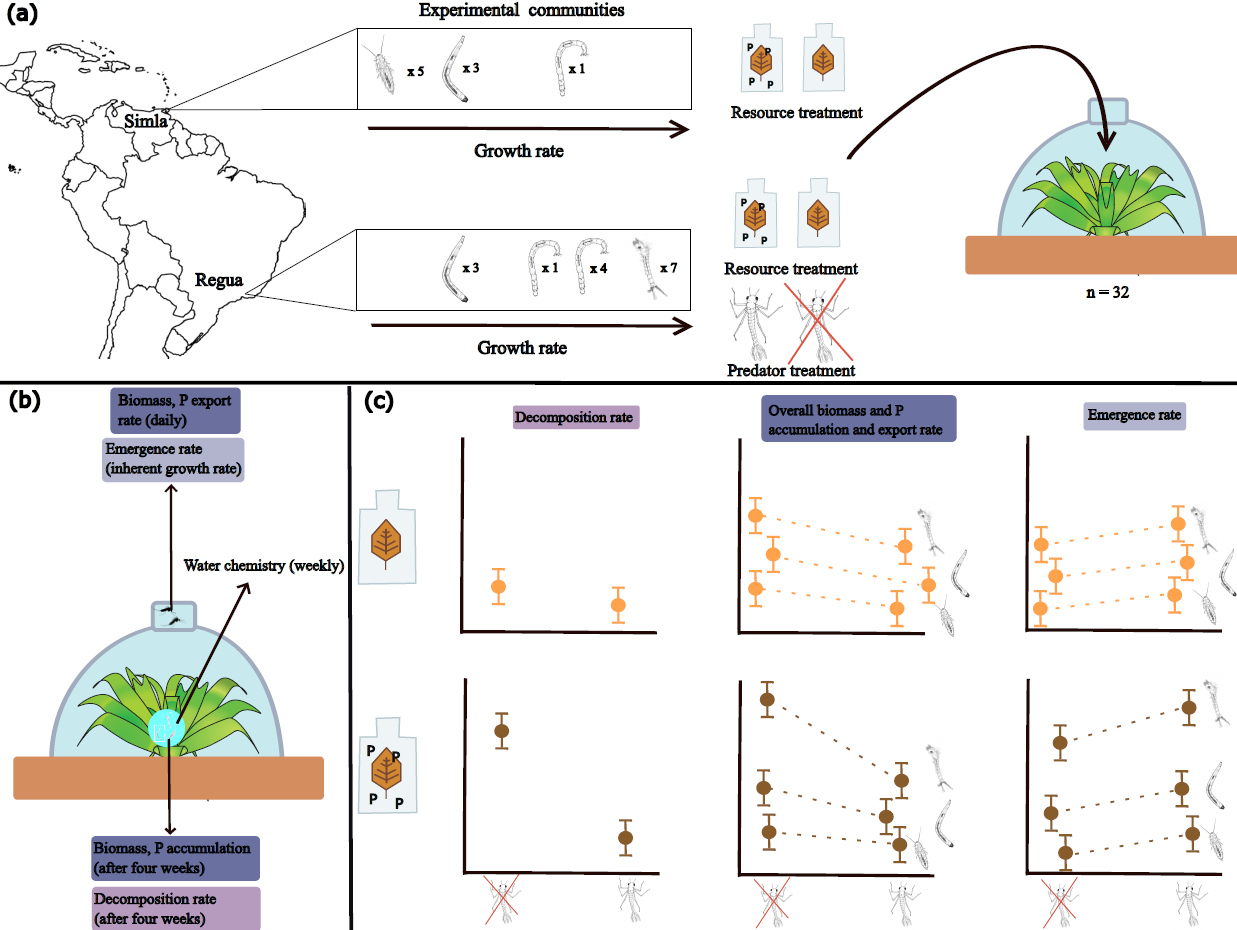 (a)
Experimental communities
x 5
x 3
x 1
Growth rate
Simla
Regua
x 3
x 1
x 4
x 7
Growth rate
P
P
P
P
Resource treatment
P
P
P
P
Resource treatment
Predator treatment
n = 32
(b)
Biomass, P export
rate (daily)
Emergence rate
(inherent growth rate)
Water chemistry (weekly)
Biomass, P accumulation
(after four weeks)
Decomposition rate
(after four weeks)
(c)
Decomposition rate
Overall biomass and P
accumulation and export rate
Emergence rate
P
P
P
P